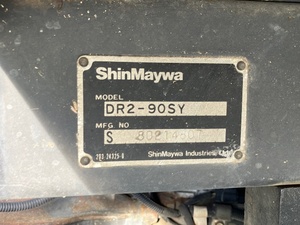 ShinMaywa
MODEL
DR2-90SY
MFG. NO
S
ShinMaywa Industries, Ltd.